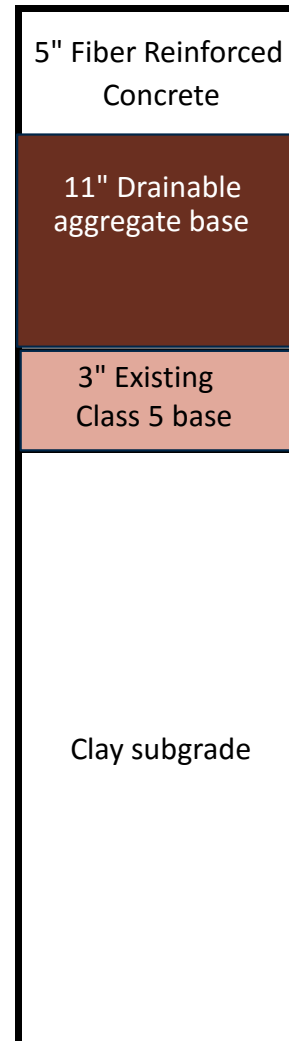 5" Fiber Reinforced
Concrete
11" Drainable
aggregate base
3" Existing
Class 5 base
Clay subgrade